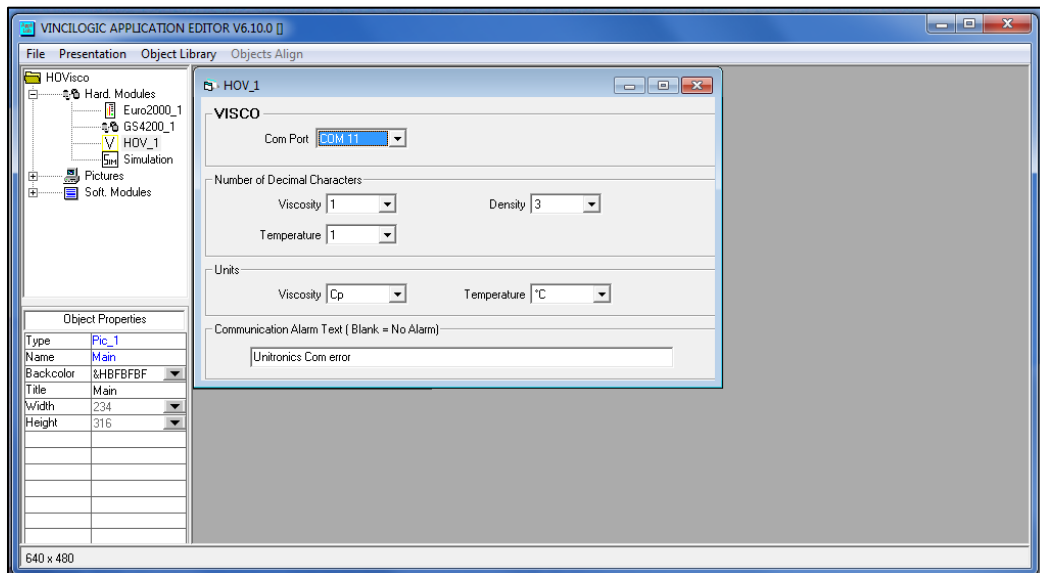 VINCILOGIC APPLICATION EDITOR V6.10.0 []
File Presentation Object Library Objects Align
HOVisco
Hard. Modules
Euro2000_1
GS4200_1
V HOV_1
SIM Simulation
Pictures
Soft. Modules
Object Properties
Type Pic_1
Name Main
Backcolor &HBFBFBF
Title Main
Width 234
Height 316
HOV_1
VISCO
Com Port COM 11
Number of Decimal Characters
Viscosity 1 Density 3
Temperature 1
Units
Viscosity Cp Temperature °C
Communication Alarm Text ( Blank = No Alarm)
Unitronics Com error
640 x 480